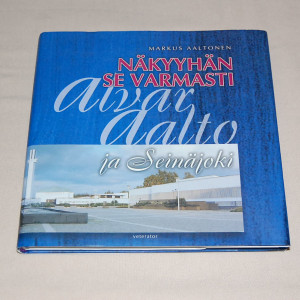 MARKUS AALTONEN
NÄKYYHÄN
SE VARMASTI
Alvar
Aalto
ja Seinäjoki